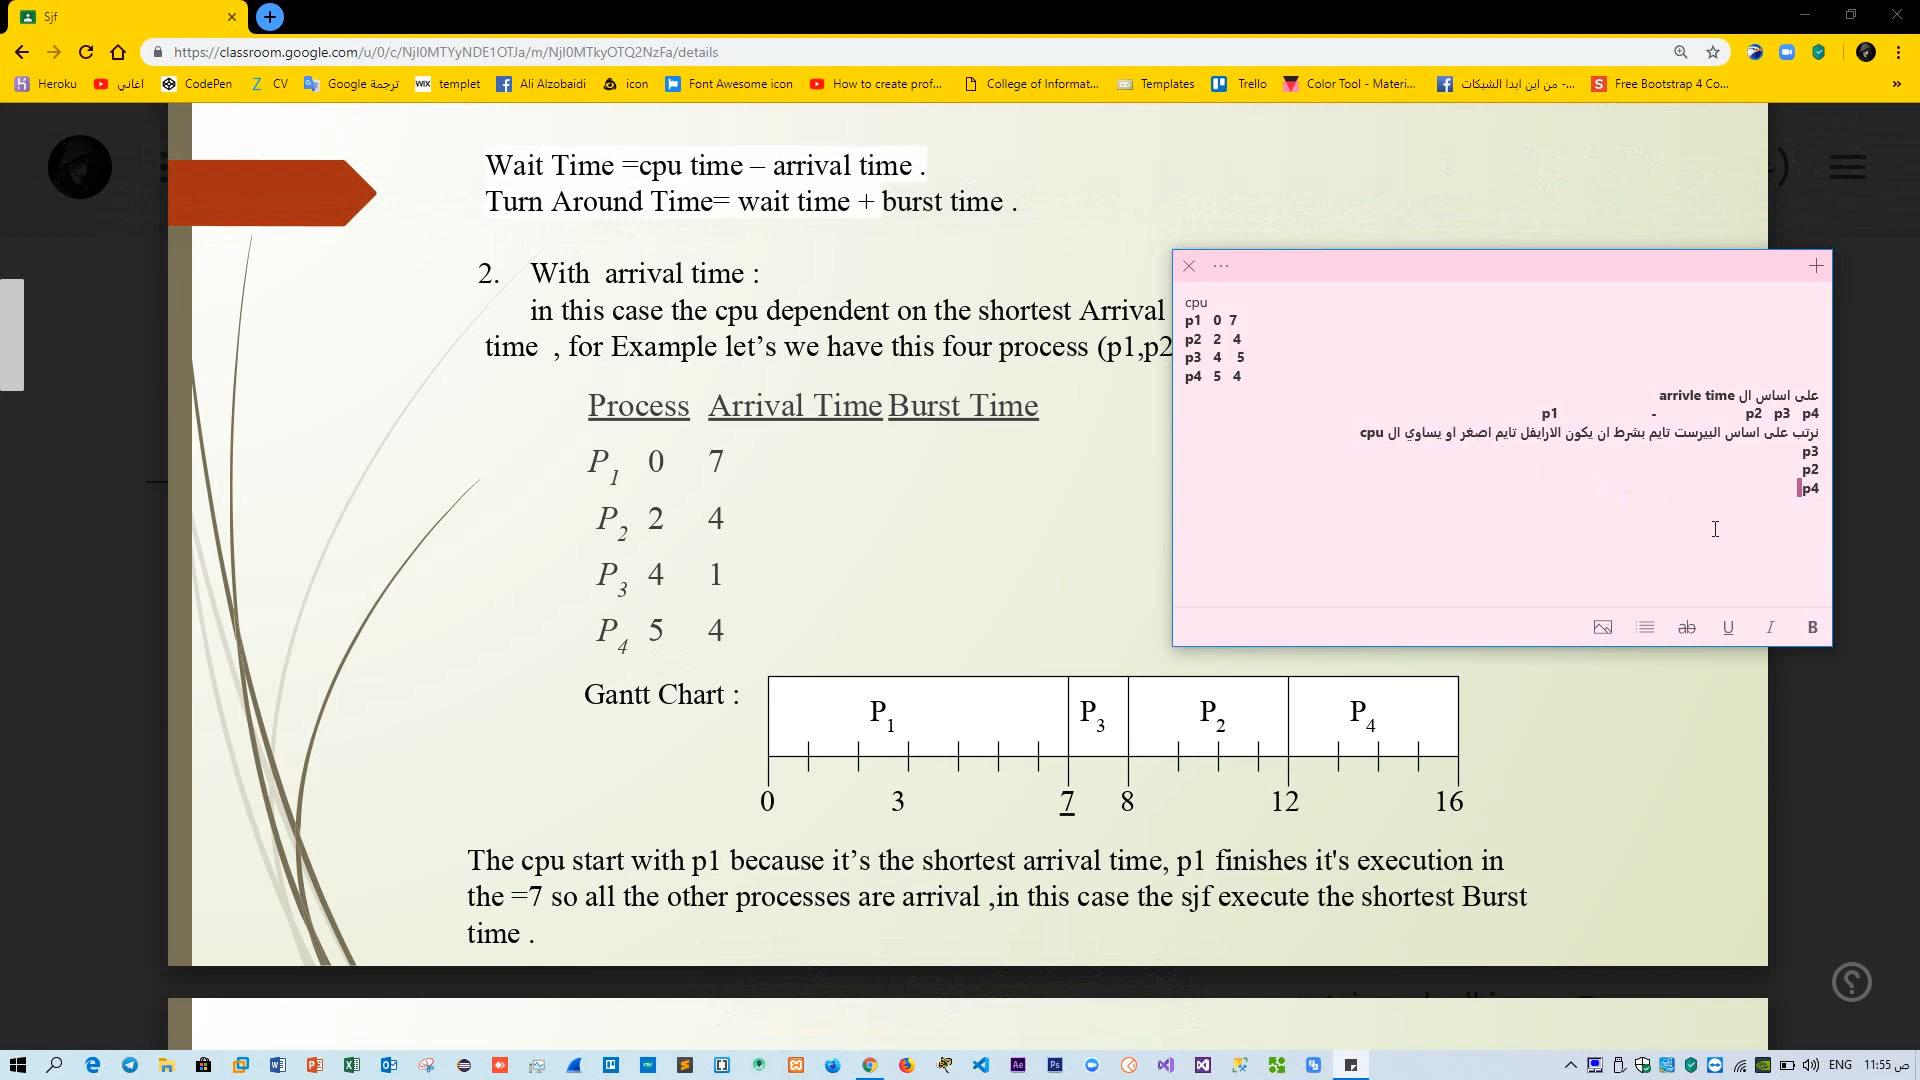 Sjf
https://classroom.google.com/u/0/c/NjI0MTYyNDE1OTJa/m/NjI0MTkyOTQ2NzFa/details
Heroku
اغاني
CodePen
CV
Google ترجمة
templet
Ali Alzobaidi
icon
Font Awesome icon
How to create prof...
College of Informat...
Templates
Trello
Color Tool - Materi...
من اين ابدا الشبكات -...
Free Bootstrap 4 Co...
Wait Time =cpu time – arrival time .
Turn Around Time= wait time + burst time .
2. With arrival time :
in this case the cpu dependent on the shortest Arrival
time , for Example let’s we have this four process (p1,p2
Process Arrival Time Burst Time
P1 0 7
P2 2 4
P3 4 1
P4 5 4
Gantt Chart :
P1 P3 P2 P4
0 3 7 8 12 16
The cpu start with p1 because it’s the shortest arrival time, p1 finishes it's execution in
the =7 so all the other processes are arrival ,in this case the sjf execute the shortest Burst
time .
cpu
p1 0 7
p2 2 4
p3 4 5
p4 5 4
على اساس ال arrivle time
p1 - p2 p3 p4
نرتب على اساس البيرست تايم بشرط ان يكون الارايفل تايم اصغر او يساوي ال cpu
p3
p2
p4
ab U I B
ENG
11:55 ص